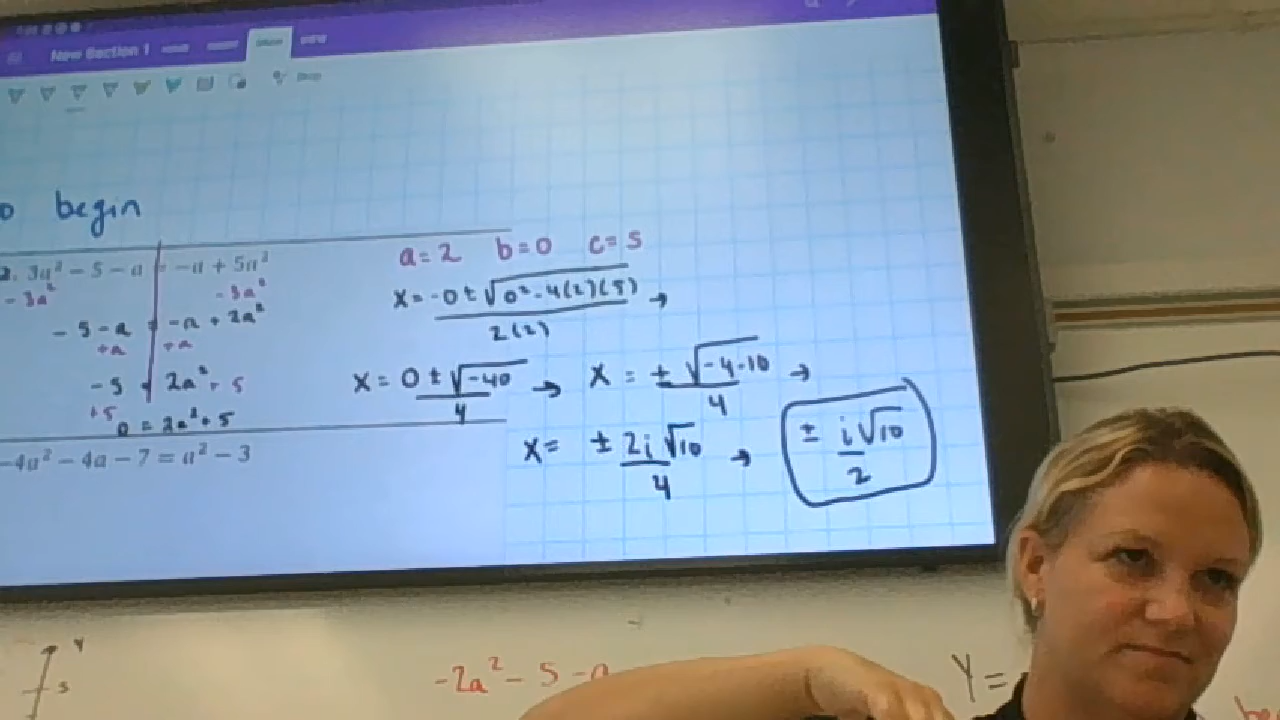 New Section 1
begin
2. 3a² - 5 - a = -a + 5a²
-3a² -3a²
-5 - a = -a + 2a²
+a +a
-5 = 2a² + 5
+5
0 = 2a² + 5
-4a² - 4a - 7 = a² - 3
a = 2 b = 0 c = 5
x = -0 ± √0² - 4(2)(5) →
2(2)
x = 0 ± √-40 → x = ± √-4·10 →
4 4
x = ± 2i √10 → ± i√10
4 2
Y
5
-2a² - 5 - a
Y =